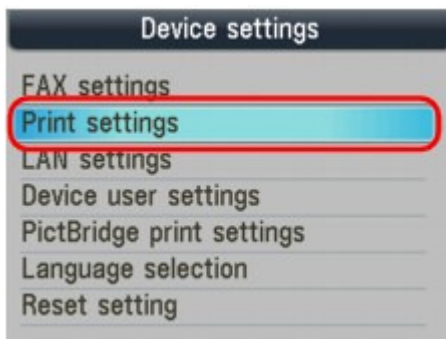 Device settings
FAX settings
Print settings
LAN settings
Device user settings
PictBridge print settings
Language selection
Reset setting